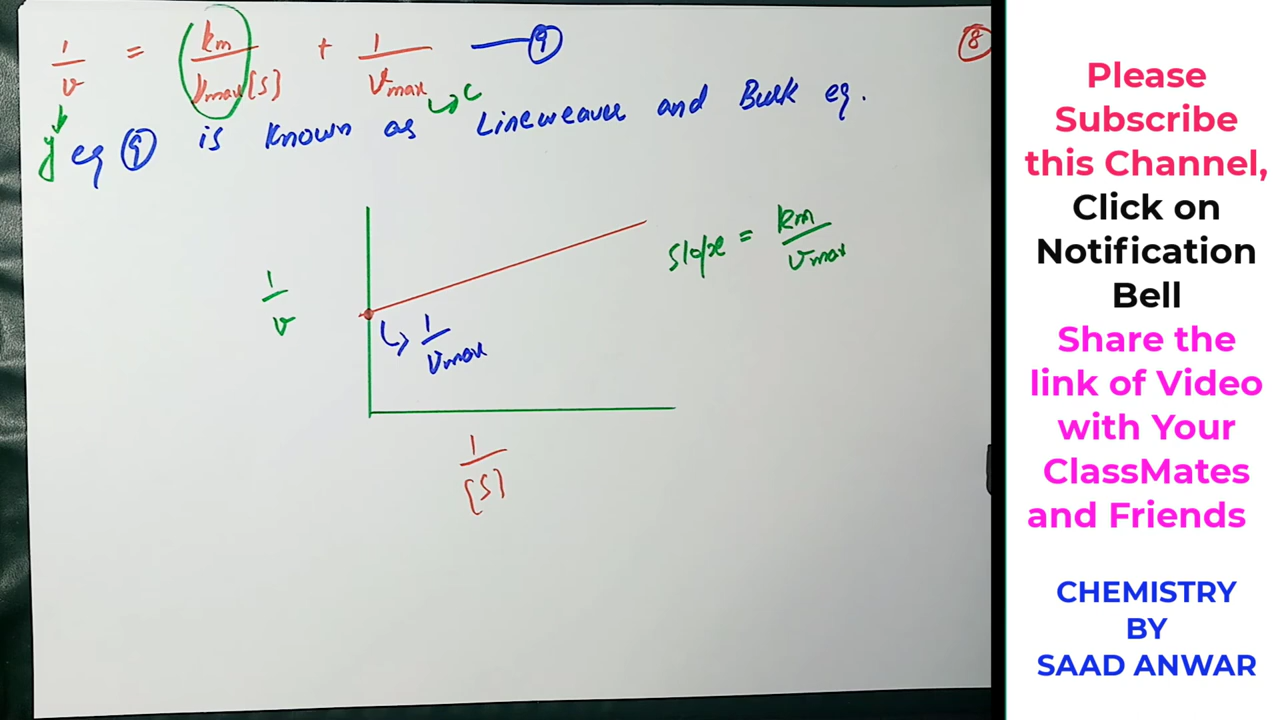 1/v = km/vmax[s] + 1/vmax — 9
8
y
→ c
eq 9 is known as Lineweaver and Burk eq.
slope = km/vmax
1/v
→ 1/vmax
1/[S]
Please
Subscribe
this Channel,
Click on
Notification
Bell
Share the
link of Video
with Your
ClassMates
and Friends
CHEMISTRY
BY
SAAD ANWAR